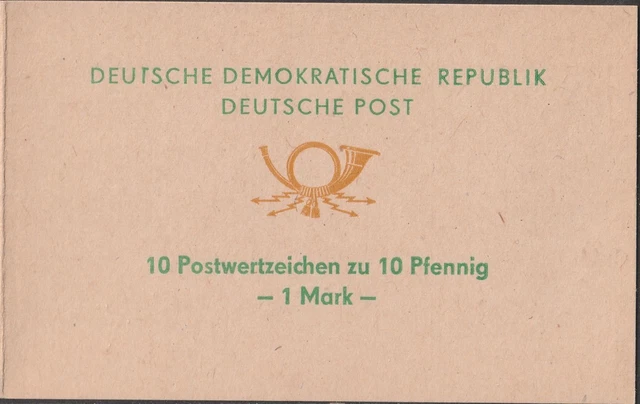 DEUTSCHE DEMOKRATISCHE REPUBLIK
DEUTSCHE POST
10 Postwertzeichen zu 10 Pfennig
– 1 Mark –